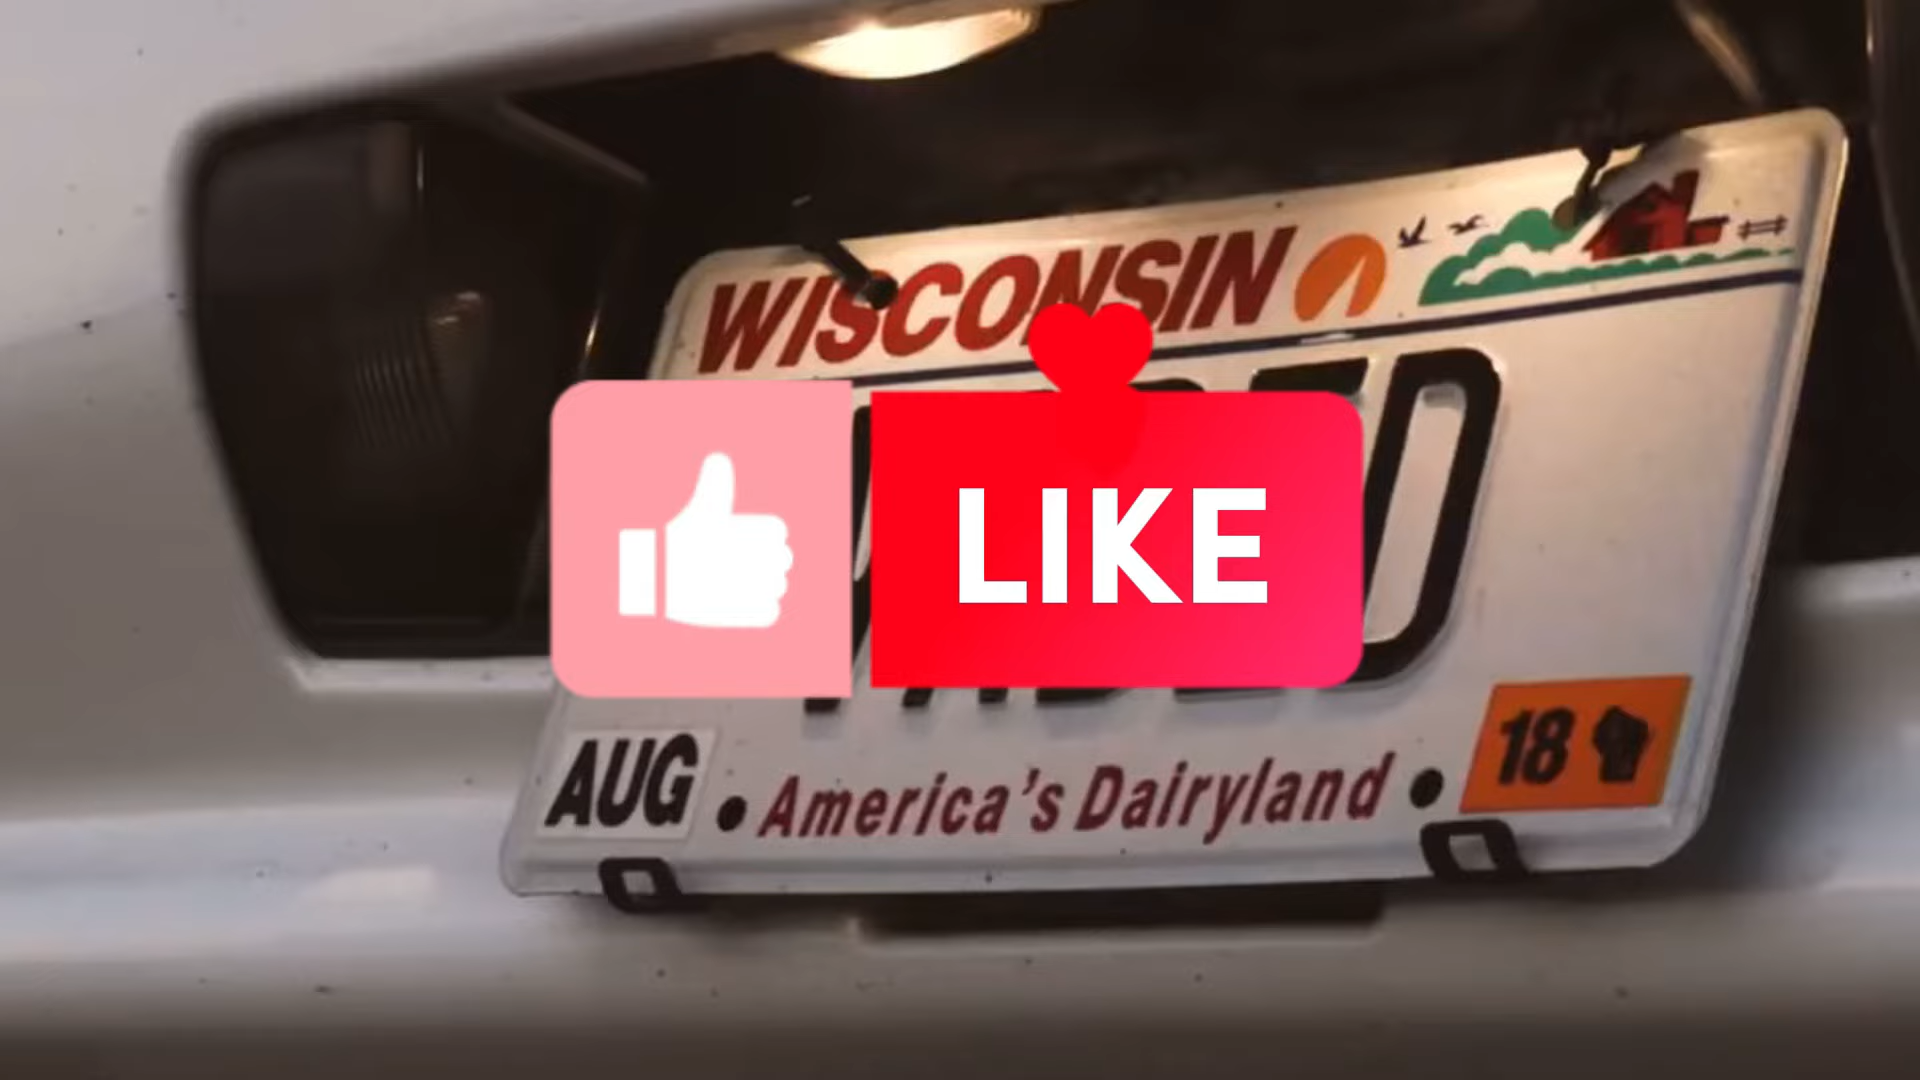 WISCONSIN
LIKE
AUG
• America's Dairyland •
18